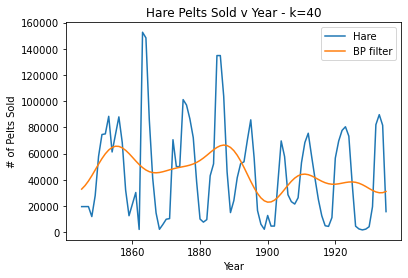 Hare Pelts Sold v Year - k=40
160000
140000
120000
100000
80000
60000
40000
20000
0
# of Pelts Sold
Hare
BP filter
1860 1880 1900 1920
Year